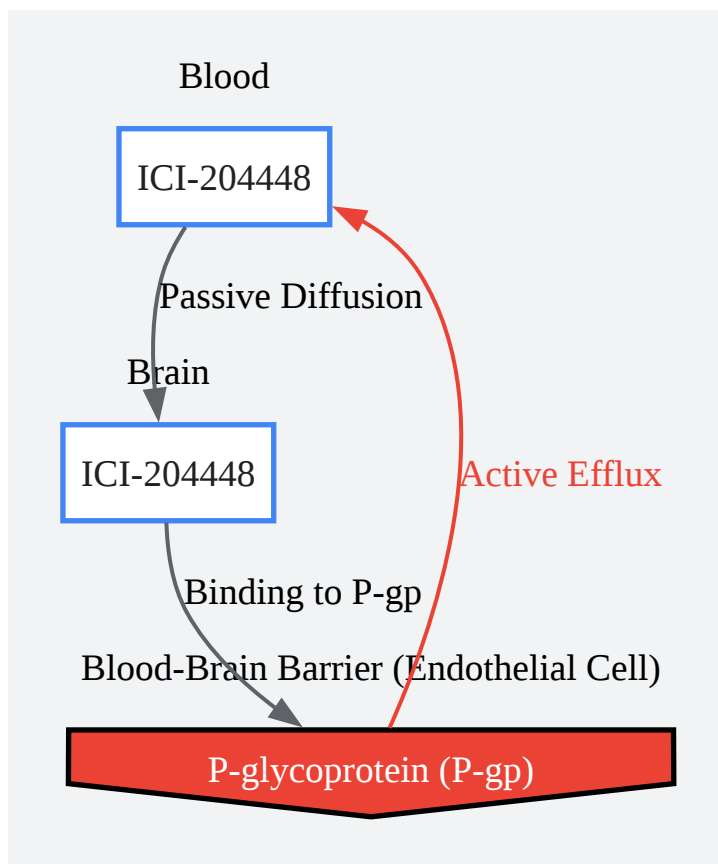 Blood
ICI-204448
Passive Diffusion
Brain
ICI-204448
Active Efflux
Binding to P-gp
Blood-Brain Barrier (Endothelial Cell)
P-glycoprotein (P-gp)